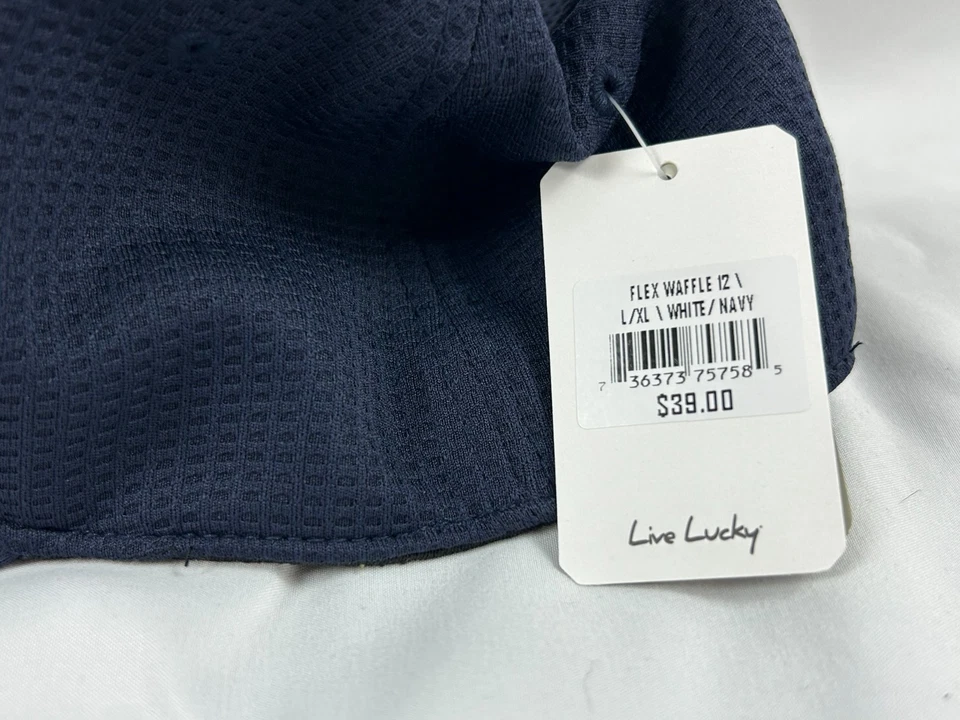 FLEX WAFFLE 12 \
L/XL \ WHITE/ NAVY
7 36373 75758 5
$39.00
Live Lucky